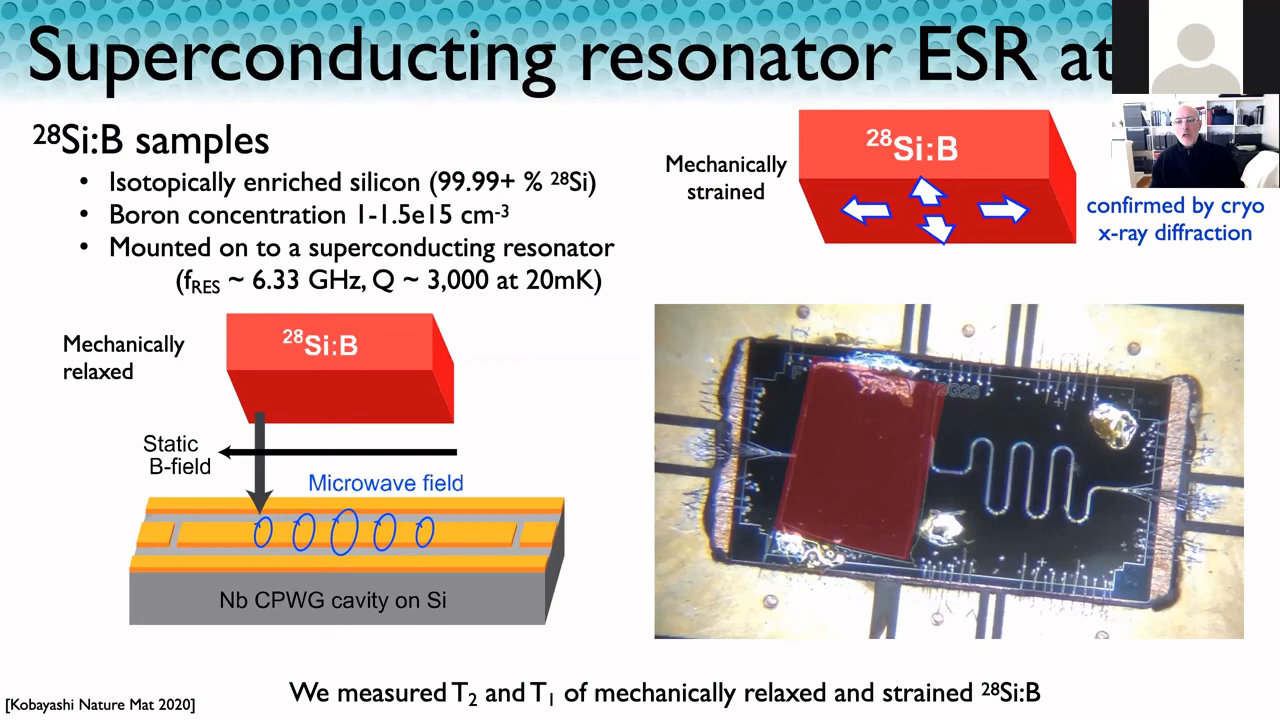 Superconducting resonator ESR at
²⁸Si:B samples
• Isotopically enriched silicon (99.99+ % ²⁸Si)
• Boron concentration 1-1.5e15 cm⁻³
• Mounted on to a superconducting resonator
(fRES ~ 6.33 GHz, Q ~ 3,000 at 20mK)
Mechanically
strained
²⁸Si:B
confirmed by cryo
x-ray diffraction
Mechanically
relaxed
²⁸Si:B
Static
B-field
Microwave field
Nb CPWG cavity on Si
We measured T₂ and T₁ of mechanically relaxed and strained ²⁸Si:B
[Kobayashi Nature Mat 2020]